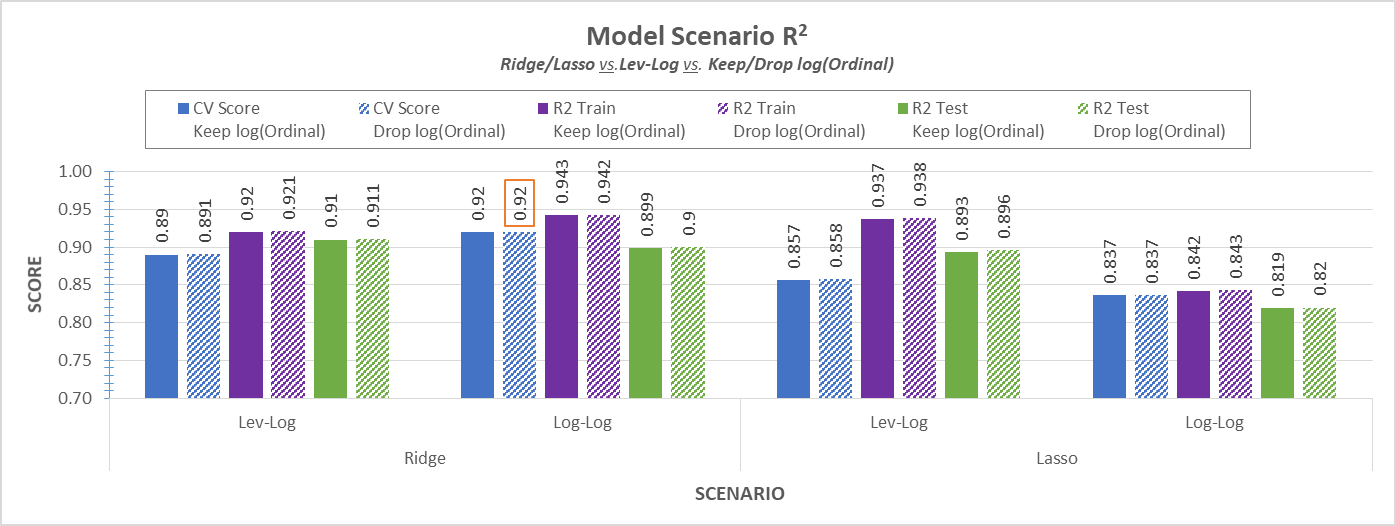 Model Scenario R²
Ridge/Lasso vs.Lev-Log vs. Keep/Drop log(Ordinal)
CV Score Keep log(Ordinal)
CV Score Drop log(Ordinal)
R2 Train Keep log(Ordinal)
R2 Train Drop log(Ordinal)
R2 Test Keep log(Ordinal)
R2 Test Drop log(Ordinal)
SCORE
1.00
0.95
0.90
0.85
0.80
0.75
0.70
0.89
0.891
0.92
0.921
0.91
0.911
0.92
0.92
0.943
0.942
0.899
0.9
0.857
0.858
0.937
0.938
0.893
0.896
0.837
0.837
0.842
0.843
0.819
0.82
Lev-Log
Log-Log
Lev-Log
Log-Log
Ridge
Lasso
SCENARIO